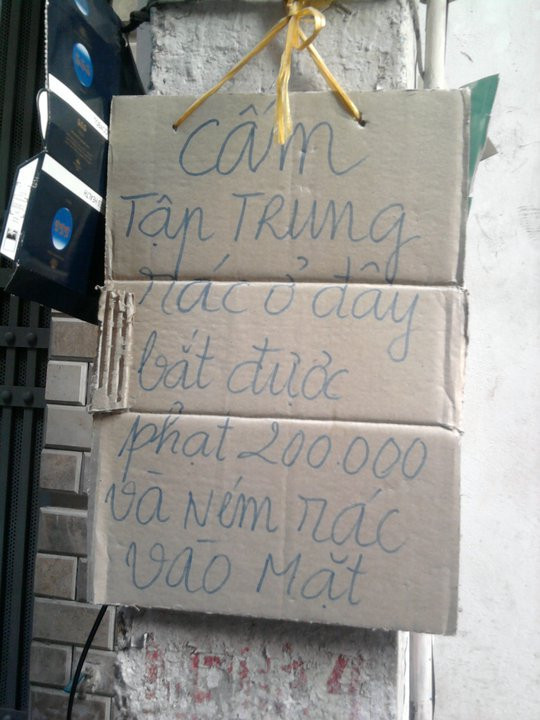 cấm
Tập Trung
rác ở đây
bắt được
phạt 200.000
và ném rác
vào mặt